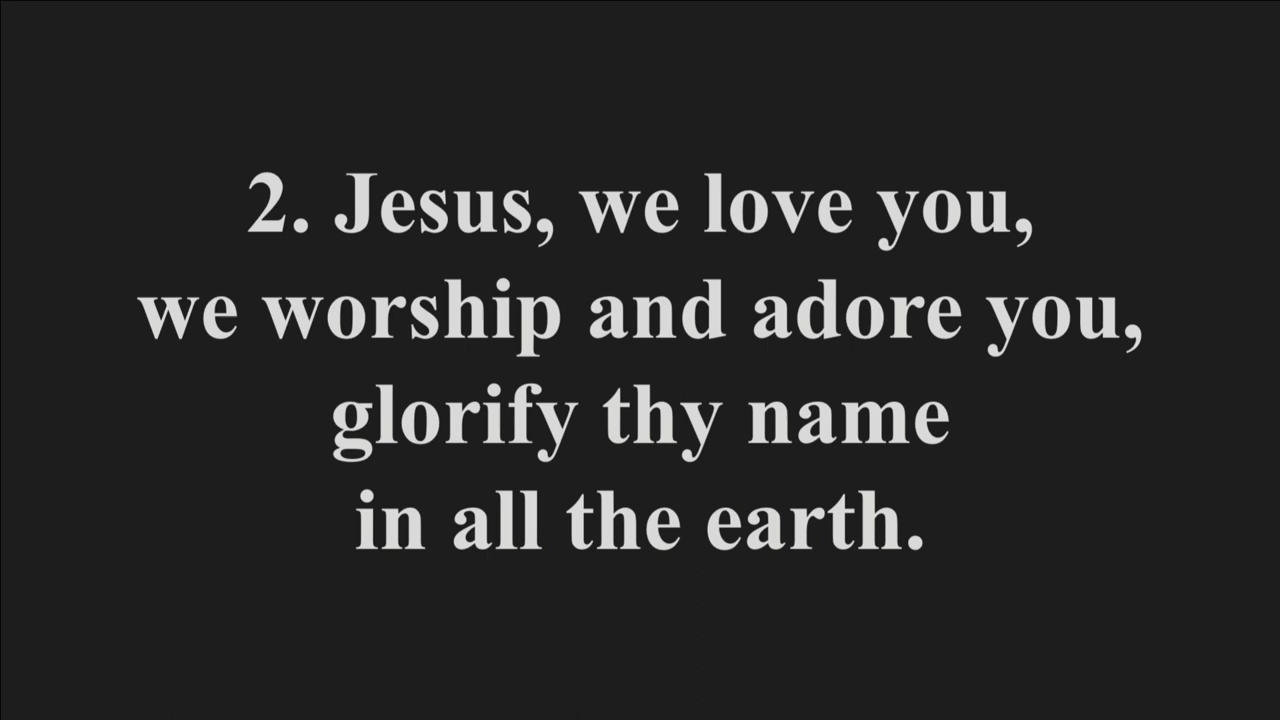 2. Jesus, we love you,
we worship and adore you,
glorify thy name
in all the earth.